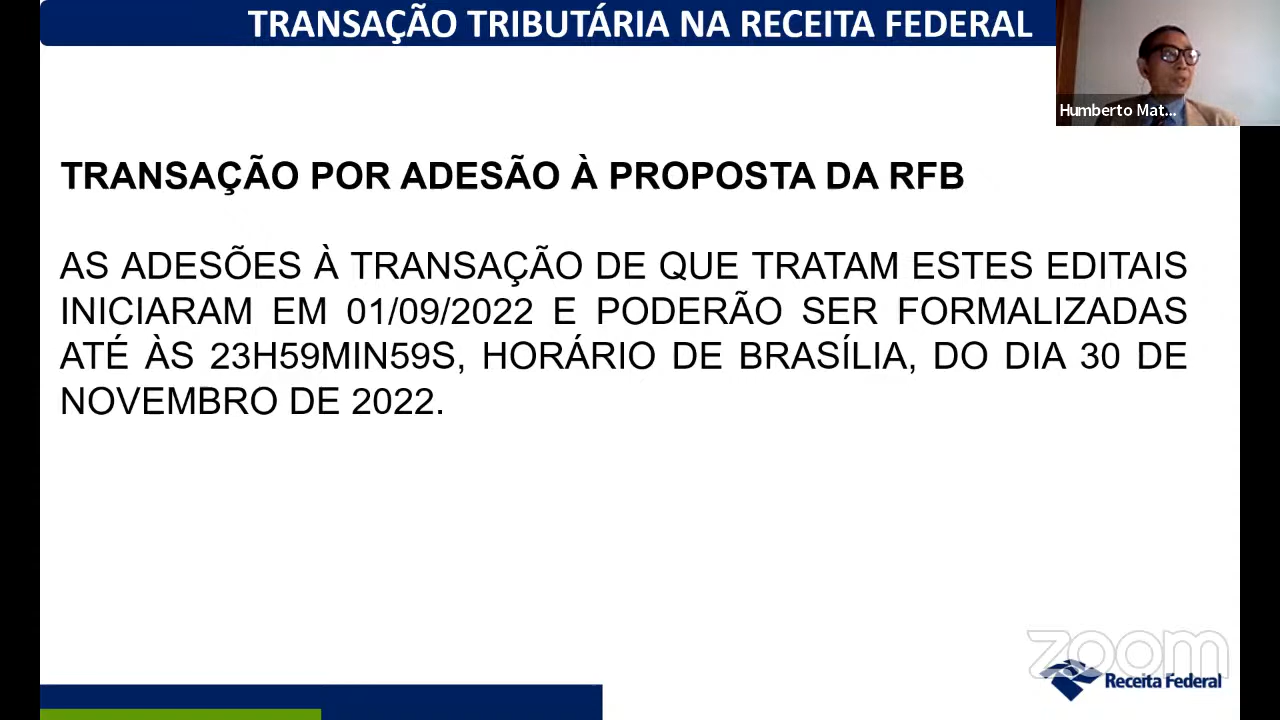 TRANSAÇÃO TRIBUTÁRIA NA RECEITA FEDERAL
Humberto Mat...
TRANSAÇÃO POR ADESÃO À PROPOSTA DA RFB
AS ADESÕES À TRANSAÇÃO DE QUE TRATAM ESTES EDITAIS
INICIARAM EM 01/09/2022 E PODERÃO SER FORMALIZADAS
ATÉ ÀS 23H59MIN59S, HORÁRIO DE BRASÍLIA, DO DIA 30 DE
NOVEMBRO DE 2022.
zoom
Receita Federal